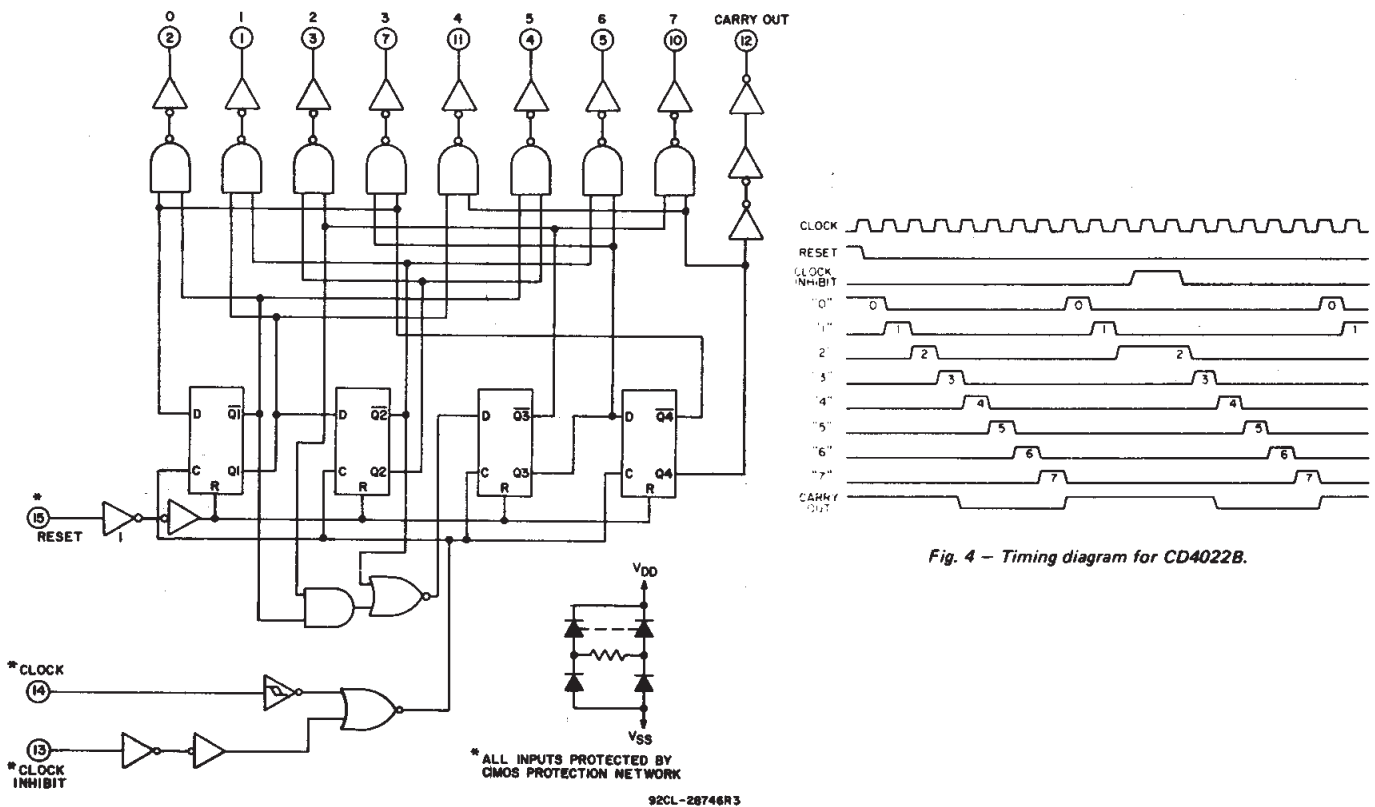 0 1 2 3 4 5 6 7 CARRY OUT
2 1 3 7 11 4 5 10 12
D Q1 C Q1 R
D Q2 C Q2 R
D Q3 C Q3 R
D Q4 C Q4 R
*
15
RESET
1
* CLOCK
14
13
* CLOCK
INHIBIT
VDD
VSS
* ALL INPUTS PROTECTED BY
CMOS PROTECTION NETWORK
92CL-28746R3
CLOCK
RESET
CLOCK
INHIBIT
"0" 0 0 0
"1" 1 1 1
"2" 2 2
"3" 3 3
"4" 4 4
"5" 5 5
"6" 6 6
"7" 7 7
CARRY
OUT
Fig. 4 – Timing diagram for CD4022B.